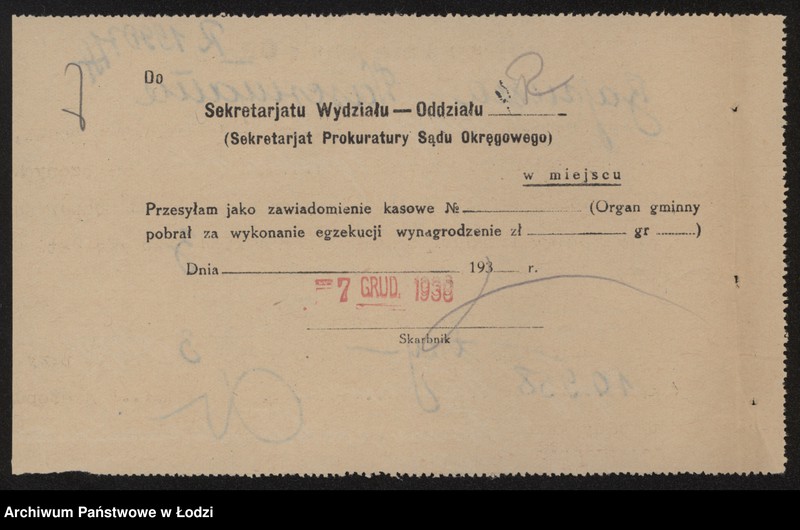 Do
Sekretarjatu Wydziału — Oddziału R
(Sekretarjat Prokuratury Sądu Okręgowego)
w miejscu
Przesyłam jako zawiadomienie kasowe № (Organ gminny
pobrał za wykonanie egzekucji wynagrodzenie zł gr )
Dnia 193 r.
7 GRUD. 1938
Skarbnik
Archiwum Państwowe w Łodzi